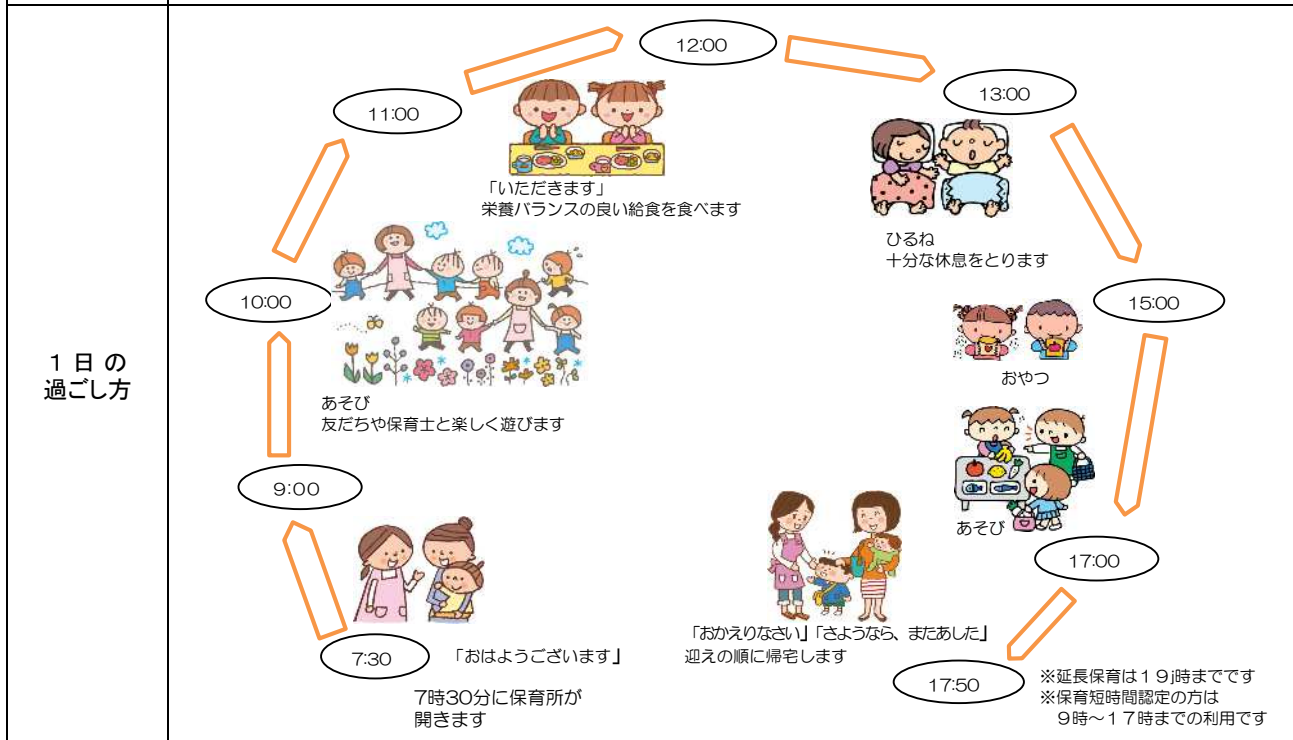 1日の
過ごし方
7:30
「おはようございます」
7時30分に保育所が
開きます
9:00
10:00
あそび
友だちや保育士と楽しく遊びます
11:00
「いただきます」
栄養バランスの良い給食を食べます
12:00
13:00
ひるね
十分な休息をとります
15:00
おやつ
あそび
17:00
「おかえりなさい」「さようなら、またあした」
迎えの順に帰宅します
17:50
※延長保育は19j時までです
※保育短時間認定の方は
9時～17時までの利用です